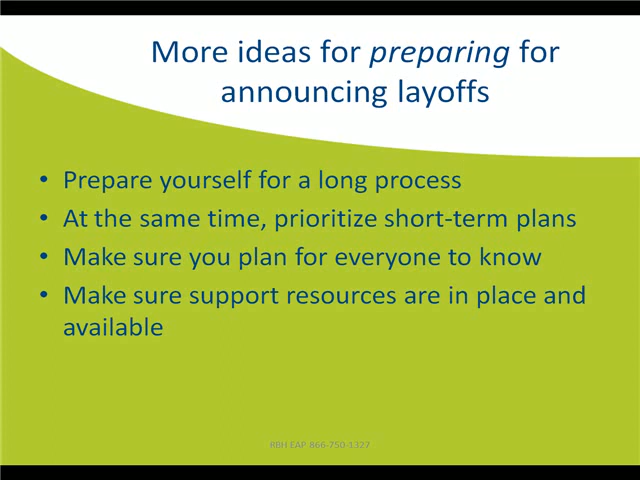 More ideas for preparing for
announcing layoffs
• Prepare yourself for a long process
• At the same time, prioritize short-term plans
• Make sure you plan for everyone to know
• Make sure support resources are in place and
available
RBH EAP 866-750-1327